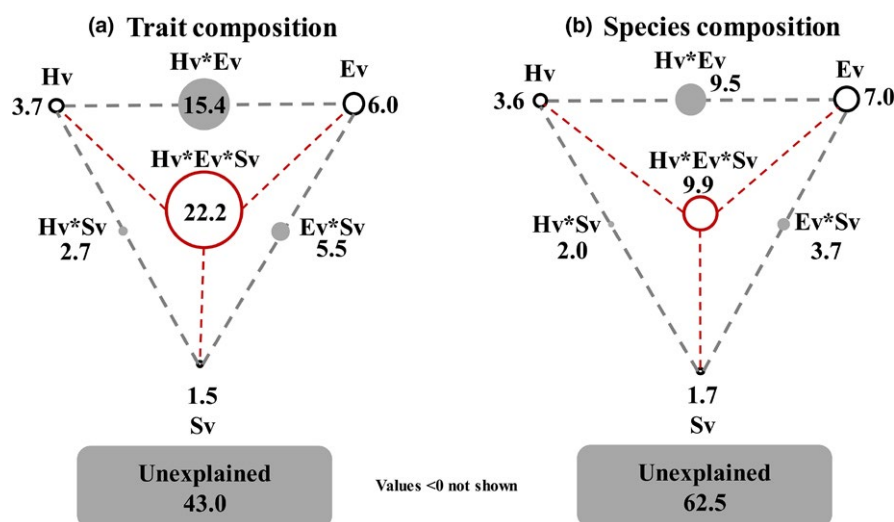 (a) Trait composition
Hv*Ev
Hv
Ev
3.7
15.4
6.0
Hv*Ev*Sv
22.2
Hv*Sv
2.7
Ev*Sv
5.5
1.5
Sv
Unexplained
43.0
Values <0 not shown
(b) Species composition
Hv*Ev
9.5
Hv
Ev
3.6
7.0
Hv*Ev*Sv
9.9
Hv*Sv
2.0
Ev*Sv
3.7
1.7
Sv
Unexplained
62.5